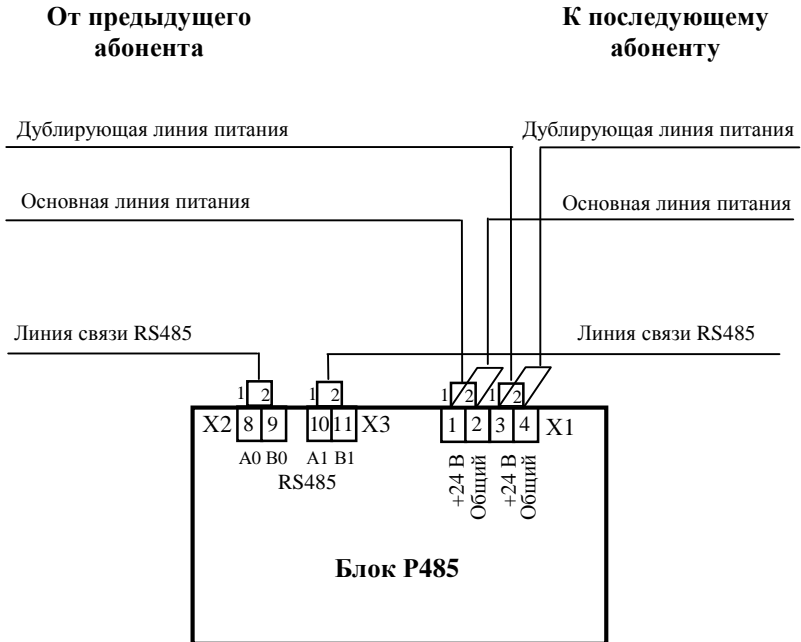 От предыдущего
абонента
К последующему
абоненту
Дублирующая линия питания
Дублирующая линия питания
Основная линия питания
Основная линия питания
Линия связи RS485
Линия связи RS485
1 2 1 2 1 2 1 2
X2 8 9 10 11 X3 1 2 3 4 X1
A0 B0 A1 B1
RS485
+24 В
Общий
+24 В
Общий
Блок Р485